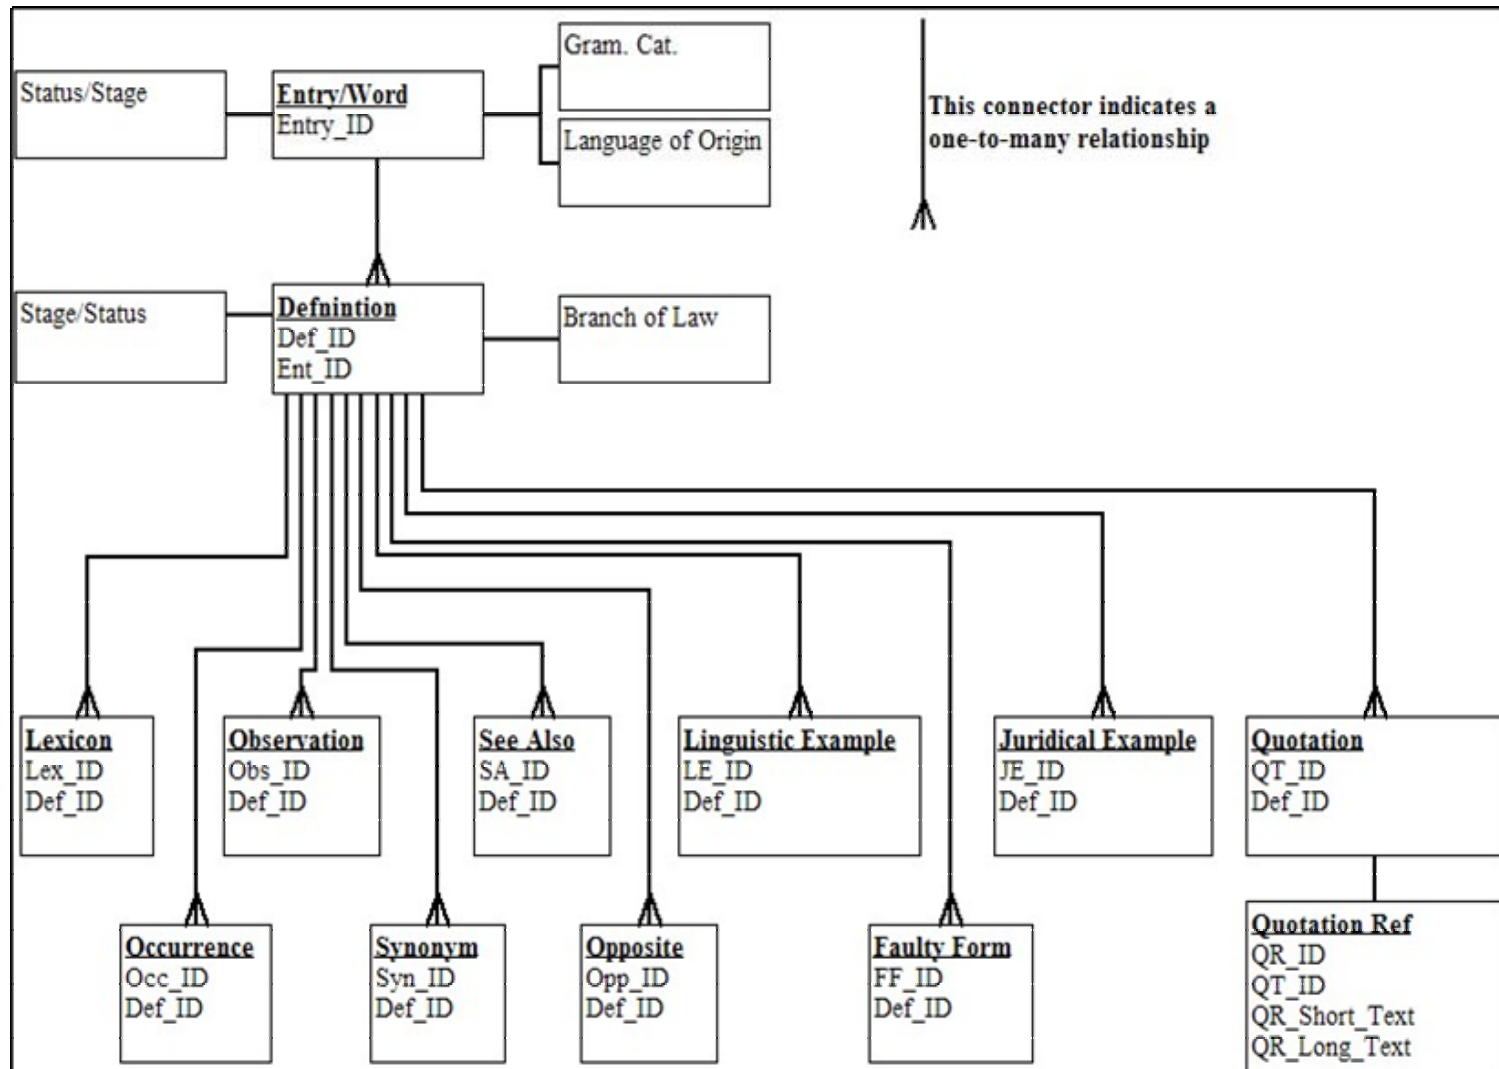 Gram. Cat.
Status/Stage
Entry/Word
Entry_ID
Language of Origin
This connector indicates a
one-to-many relationship
Stage/Status
Defnintion
Def_ID
Ent_ID
Branch of Law
Lexicon
Lex_ID
Def_ID
Observation
Obs_ID
Def_ID
See Also
SA_ID
Def_ID
Linguistic Example
LE_ID
Def_ID
Juridical Example
JE_ID
Def_ID
Quotation
QT_ID
Def_ID
Occurrence
Occ_ID
Def_ID
Synonym
Syn_ID
Def_ID
Opposite
Opp_ID
Def_ID
Faulty Form
FF_ID
Def_ID
Quotation Ref
QR_ID
QT_ID
QR_Short_Text
QR_Long_Text